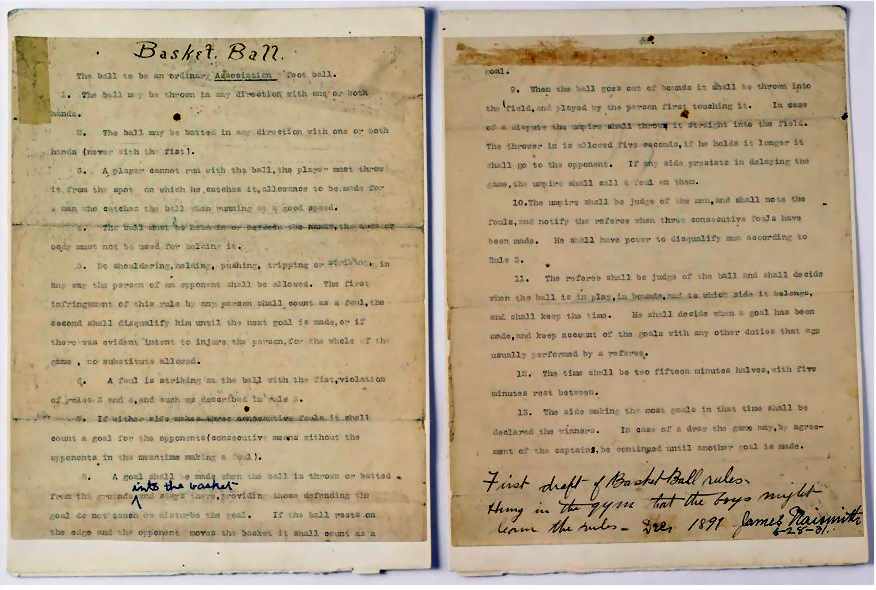 Basket Ball.
The ball to be an ordinary Association foot ball.
1. The ball may be thrown in any direction with one or both
hands.
2. The ball may be batted in any direction with one or both
hands (never with the fist).
3. A player cannot run with the ball,the player must throw
it from the spot on which he catches it,allowance to be made for
a man who catches the ball when running at a good speed.
4. The ball must be held in or between the hands,the arms or
body must not be used for holding it.
5. No shouldering,holding, pushing, tripping or striking, in
any way the person of an opponent shall be allowed. The first
infringement of this rule by any person shall count as a foul,the
second shall disqualify him until the next goal is made,or if
there was evident intent to injure the person,for the whole of the
game, no substitute allowed.
6. A foul is striking at the ball with the fist,violation
of rules 3 and 4,and such as described in rule 5.
7. If either side makes three consecutive fouls,it shall
count a goal for the opponents(consecutive means without the
opponents in the meantime making a foul).
8. A goal shall be made when the ball is thrown or batted
into the basket
from the grounds and stays there,providing those defending the
goal do not touch or disturb the goal. If the ball rests on
the edge and the opponent moves the basket it shall count as a
goal.
9. When the ball goes out of bounds it shall be thrown into
the field,and played by the person first touching it. In case
of a dispute the umpire shall throw it straight into the field.
The thrower in is allowed five seconds,if he holds it longer it
shall go to the opponent. If any side presists in delaying the
game,the umpire shall call a foul on them.
10.The umpire shall be judge of the men,and shall note the
fouls,and notify the referee when three consecutive fouls have
been made. He shall have power to disqualify men according to
Rule 5.
11. The referee shall be judge of the ball and shall decide
when the ball is in play,in bounds,and to which side it belongs,
and shall keep the time. He shall decide when a goal has been
made,and keep account of the goals with any other duties that are
usually performed by a referee.
12. The time shall be two fifteen minutes halves,with five
minutes rest between.
13. The side making the most goals in that time shall be
declared the winners. In case of a draw the game may,by agree-
ment of the captains,be continued until another goal is made.
First draft of Basket Ball rules.
Hung in the gym that the boys might
learn the rules - Dec 1891 James Naismith
6-28-31.